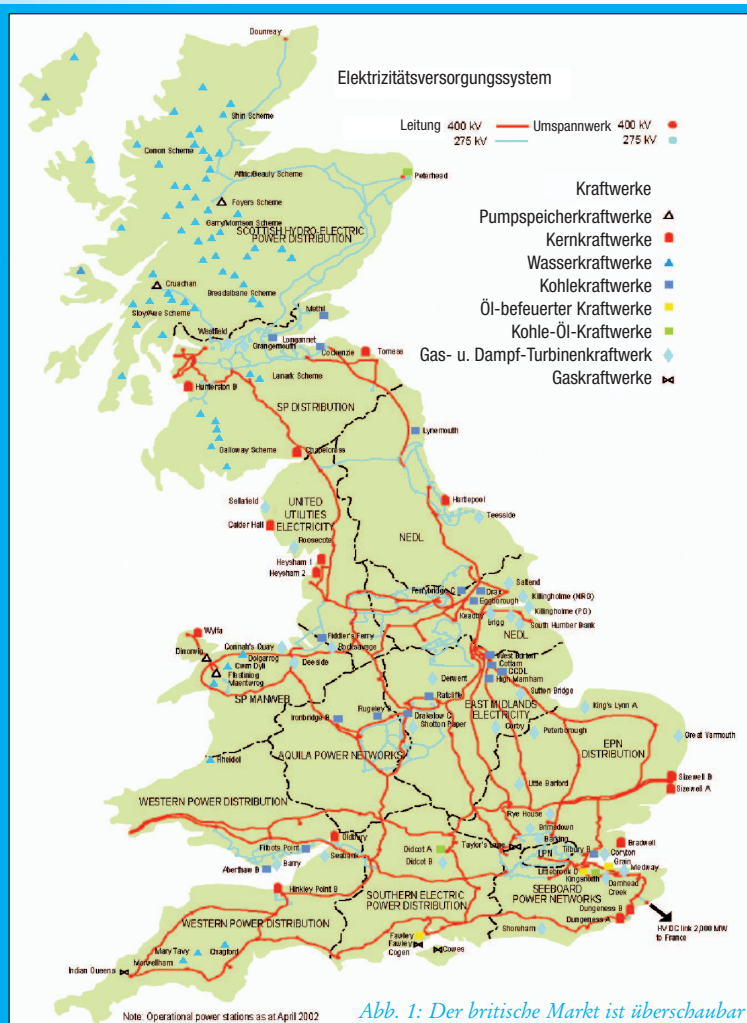 Dounreay
Elektrizitätsversorgungssystem
Leitung 400 kV Umspannwerk 400 kV
275 kV 275 kV
Shin Scheme
Conon Scheme
Affric/Beauly Scheme
Peterhead
Kraftwerke
Foyers Scheme
Pumpspeicherkraftwerke
Garry/Moriston Scheme
Kernkraftwerke
SCOTTISH HYDRO-ELECTRIC
POWER DISTRIBUTION
Wasserkraftwerke
Cruachan
Kohlekraftwerke
Breadalbane Scheme
Methil
Öl-befeuerter Kraftwerke
Sloy/Awe Scheme
Kohle-Öl-Kraftwerke
Westfield
Longannet
Grangemouth
Cockenzie
Torness
Gas- u. Dampf-Turbinenkraftwerk
Gaskraftwerke
Hunterston B
Lanark Scheme
SP DISTRIBUTION
Lynemouth
Galloway Scheme
Chapelcross
Sellafield
UNITED
UTILITIES
ELECTRICITY
Hartlepool
Calder Hall
Teesside
Roosecote
NEDL
Heysham 1
Heysham 2
Ferrybridge C
Drax
Eggborough
Saltend
Killingholme (NRG)
Killingholme (PG)
Keadby
Brigg
South Humber Bank
NEDL
Wylfa
Fiddler's Ferry
Dinorwig
Connah's Quay
Rocksavage
Dolgarrog
Deeside
Cwm Dyli
Ffestiniog
Maentwrog
West Burton
Cottam
CCDL
High Marnham
Derwent
SP MANWEB
Ratcliffe
EAST MIDLANDS
ELECTRICITY
Sutton Bridge
King's Lynn A
Ironbridge B
Rugeley B
Drakelow C
Shotton Paper
Corby
Peterborough
Great Yarmouth
EPN
DISTRIBUTION
AQUILA POWER NETWORKS
Rheidol
Little Barford
Sizewell B
Sizewell A
WESTERN POWER DISTRIBUTION
Rye House
Brimsdown
Barking
Oldbury
Didcot A
Taylor's Lane
Bradwell
Filbots Point
Seabank
Didcot B
LPN
Tilbury B
Coryton
Grain
Medway
Aberthaw B
Barry
Littlebrook D
Kingsnorth
Damhead
Creek
Hinkley Point B
SOUTHERN ELECTRIC
POWER DISTRIBUTION
SEEBOARD
POWER NETWORKS
Dungeness B
Dungeness A
WESTERN POWER DISTRIBUTION
Shoreham
HV DC link 2,000 MW
to France
Mary Tavy
Chagford
Morwellham
Fawley
Fawley
Cogen
Cowes
Indian Queens
Note: Operational power stations as at April 2002
Abb. 1: Der britische Markt ist überschaubar